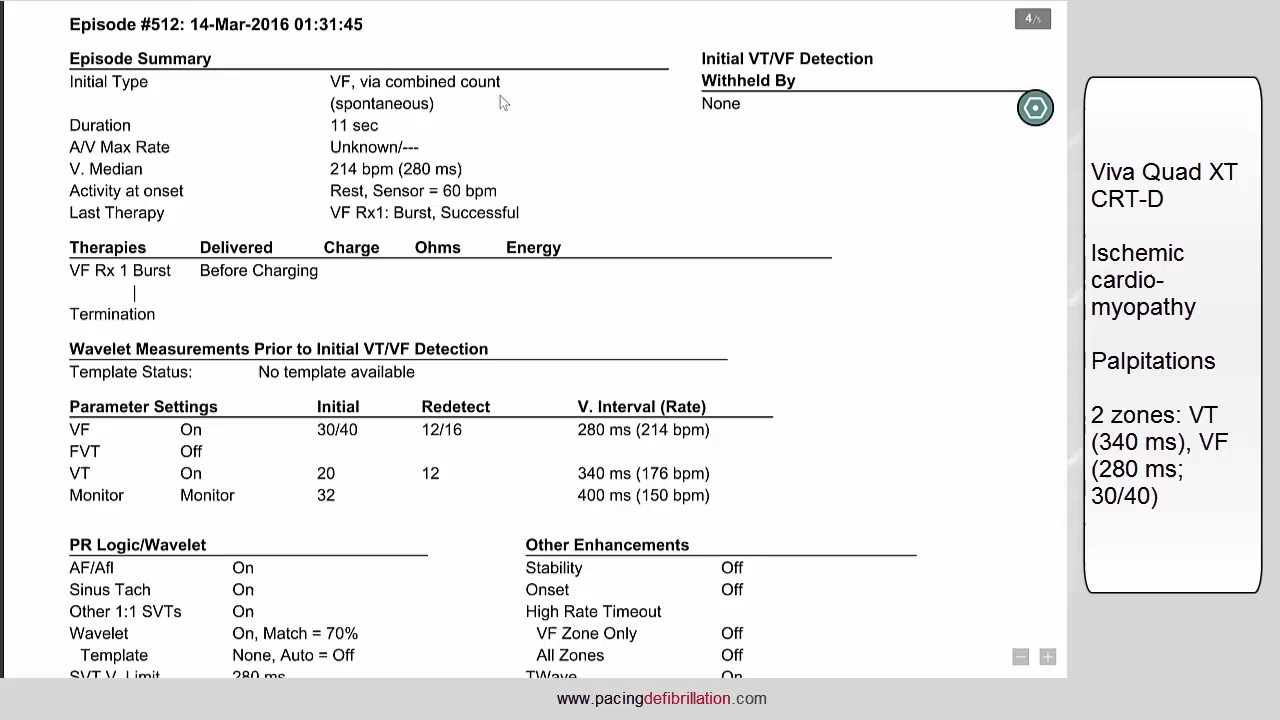 Episode #512: 14-Mar-2016 01:31:45
4/5
Episode Summary
Initial Type VF, via combined count
(spontaneous)
Duration 11 sec
A/V Max Rate Unknown/---
V. Median 214 bpm (280 ms)
Activity at onset Rest, Sensor = 60 bpm
Last Therapy VF Rx1: Burst, Successful
Initial VT/VF Detection
Withheld By
None
Therapies Delivered Charge Ohms Energy
VF Rx 1 Burst Before Charging
Termination
Wavelet Measurements Prior to Initial VT/VF Detection
Template Status: No template available
Parameter Settings Initial Redetect V. Interval (Rate)
VF On 30/40 12/16 280 ms (214 bpm)
FVT Off
VT On 20 12 340 ms (176 bpm)
Monitor Monitor 32 400 ms (150 bpm)
PR Logic/Wavelet
AF/Afl On
Sinus Tach On
Other 1:1 SVTs On
Wavelet On, Match = 70%
Template None, Auto = Off
SVT V. Limit 280 ms
Other Enhancements
Stability Off
Onset Off
High Rate Timeout
VF Zone Only Off
All Zones Off
TWave On
Viva Quad XT
CRT-D
Ischemic
cardio-
myopathy
Palpitations
2 zones: VT
(340 ms), VF
(280 ms;
30/40)
www.pacingdefibrillation.com